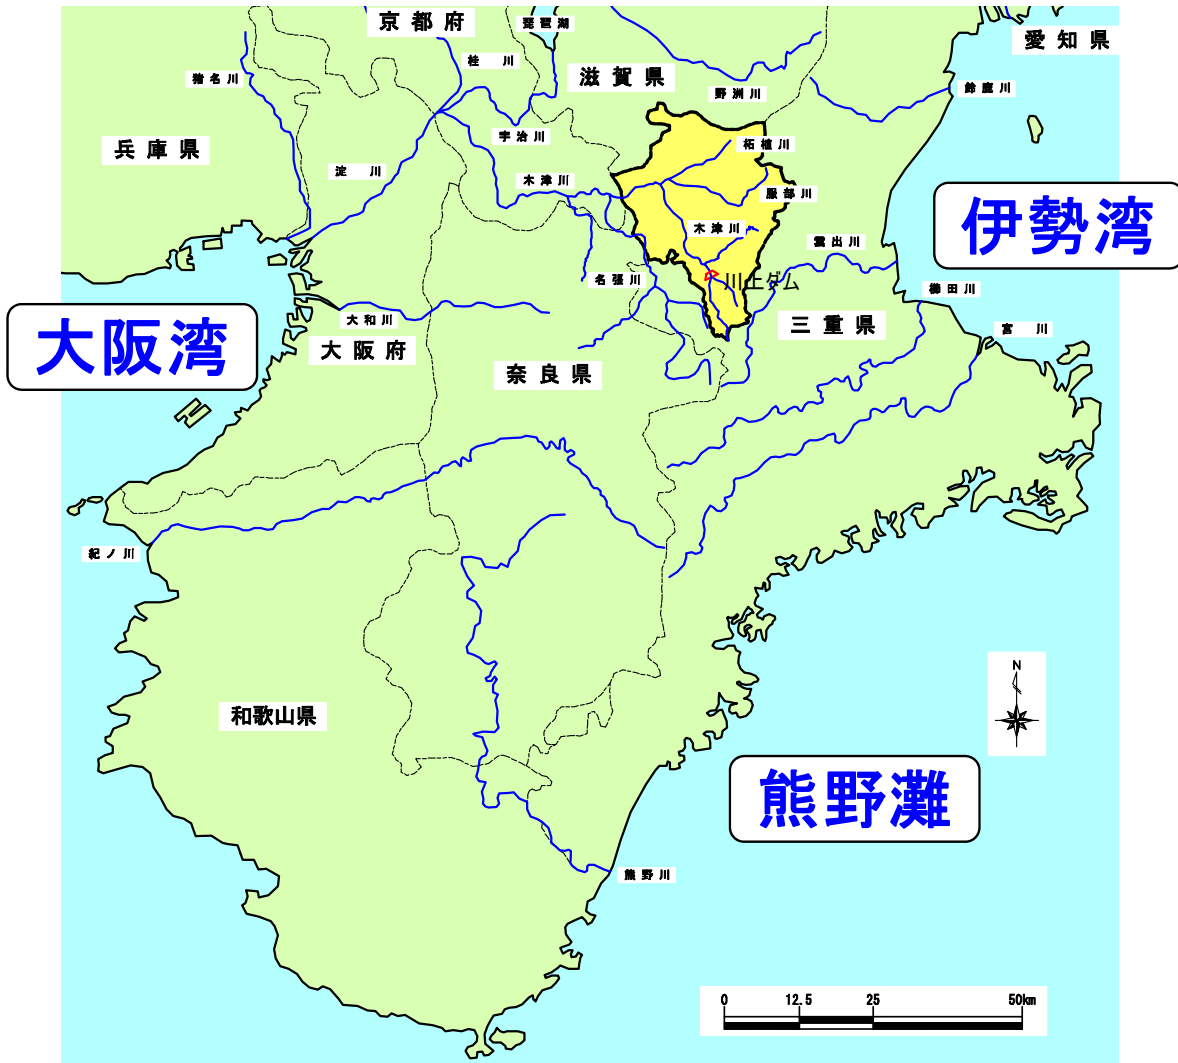 京都府
琵琶湖
愛知県
桂川
滋賀県
猪名川
野洲川
鈴鹿川
宇治川
兵庫県
柘植川
淀川
木津川
服部川
伊勢湾
木津川
雲出川
名張川
川上ダム
櫛田川
大和川
三重県
宮川
大阪湾
大阪府
奈良県
紀ノ川
N
和歌山県
熊野灘
熊野川
0 12.5 25 50km